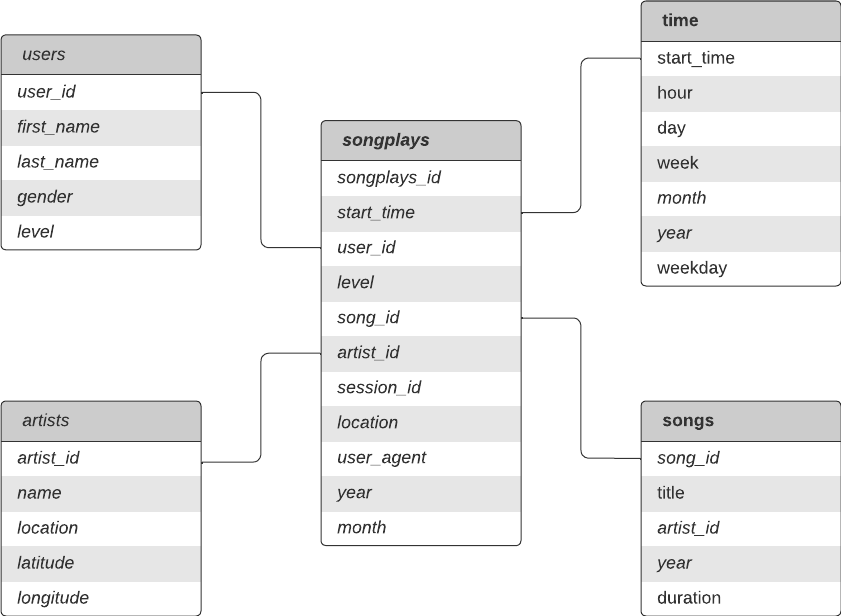 users
user_id
first_name
last_name
gender
level
songplays
songplays_id
start_time
user_id
level
song_id
artist_id
session_id
location
user_agent
year
month
time
start_time
hour
day
week
month
year
weekday
artists
artist_id
name
location
latitude
longitude
songs
song_id
title
artist_id
year
duration